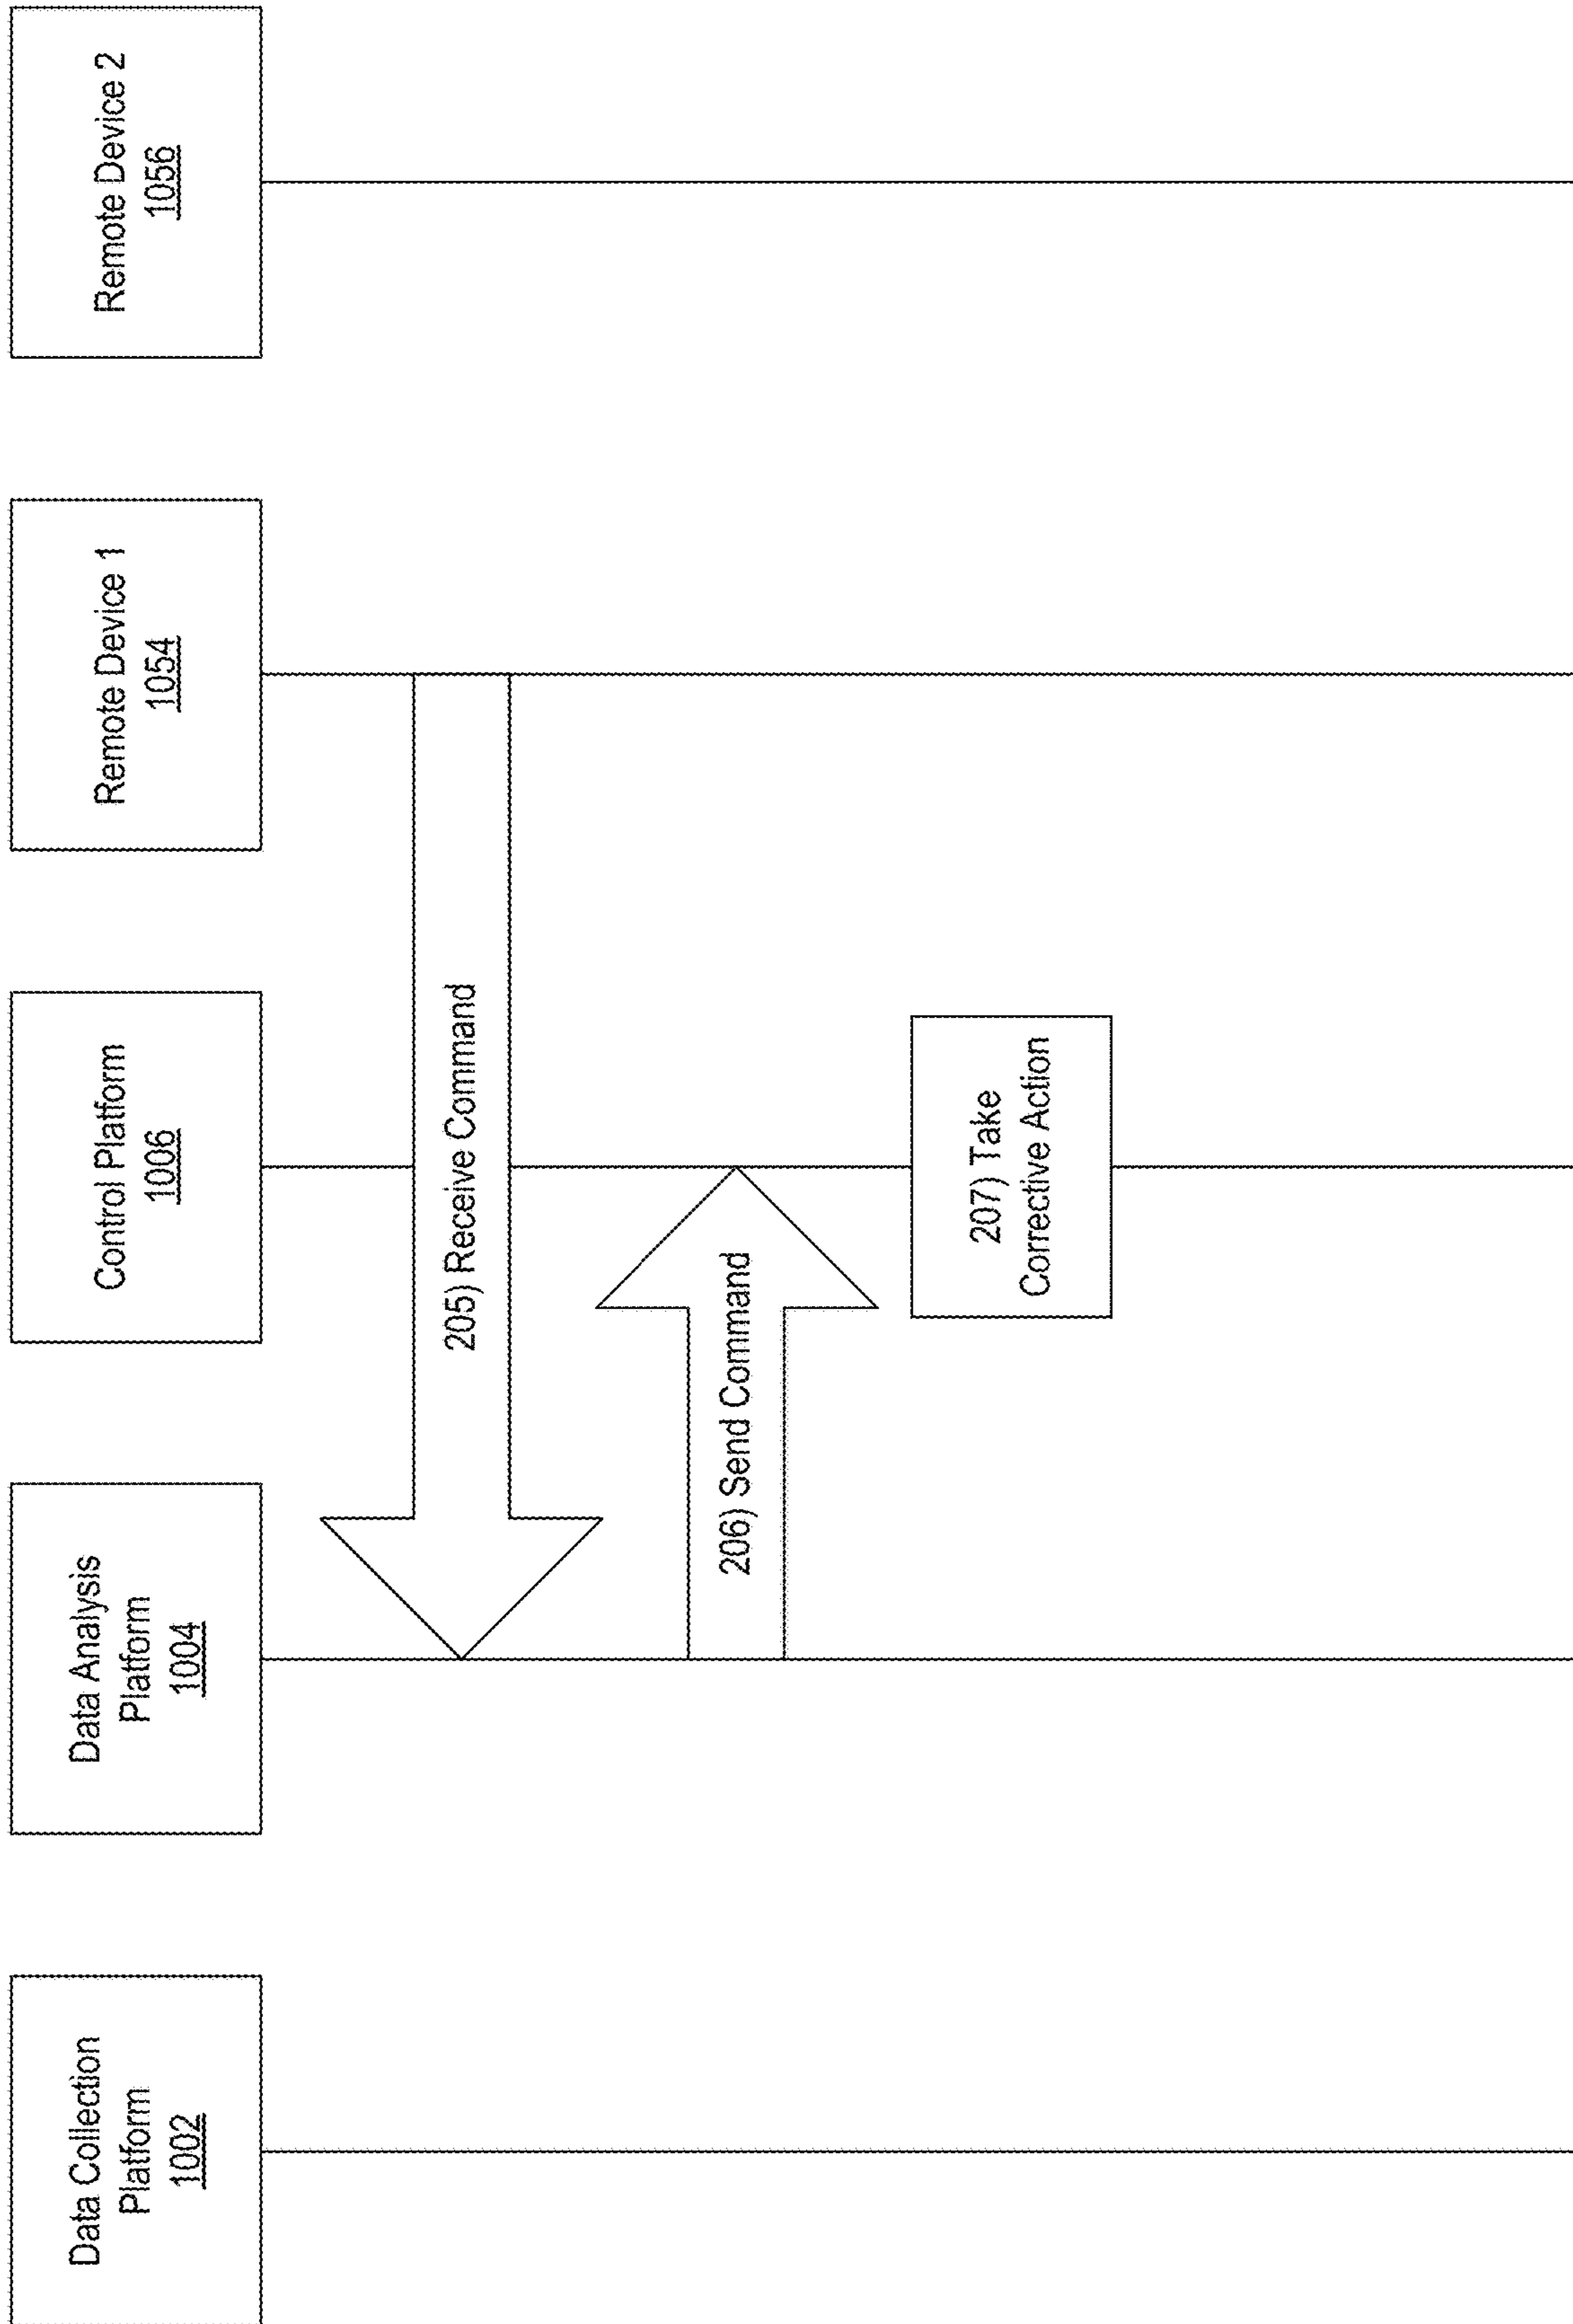 Data Collection
Platform
1002
Data Analysis
Platform
1004
Control Platform
1006
Remote Device 1
1054
Remote Device 2
1056
205) Receive Command
206) Send Command
207) Take
Corrective Action